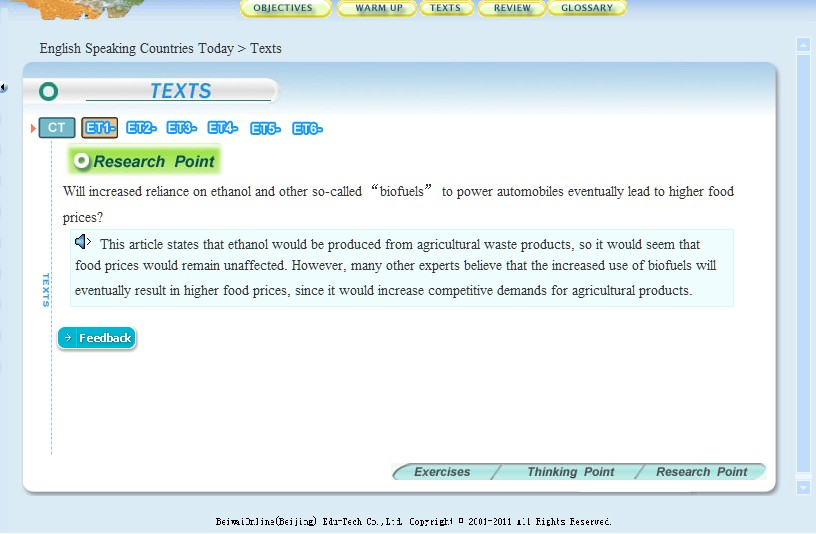 OBJECTIVES WARM UP TEXTS REVIEW GLOSSARY
English Speaking Countries Today > Texts
TEXTS
CT ET1- ET2- ET3- ET4- ET5- ET6-
Research Point
Will increased reliance on ethanol and other so-called “biofuels” to power automobiles eventually lead to higher food
prices?
This article states that ethanol would be produced from agricultural waste products, so it would seem that
food prices would remain unaffected. However, many other experts believe that the increased use of biofuels will
eventually result in higher food prices, since it would increase competitive demands for agricultural products.
TEXTS
Feedback
Exercises / Thinking Point / Research Point
BeiwaiOnline(Beijing) Edu-Tech Co.,Ltd. Copyright © 2001-2011 all Rights Reserved.